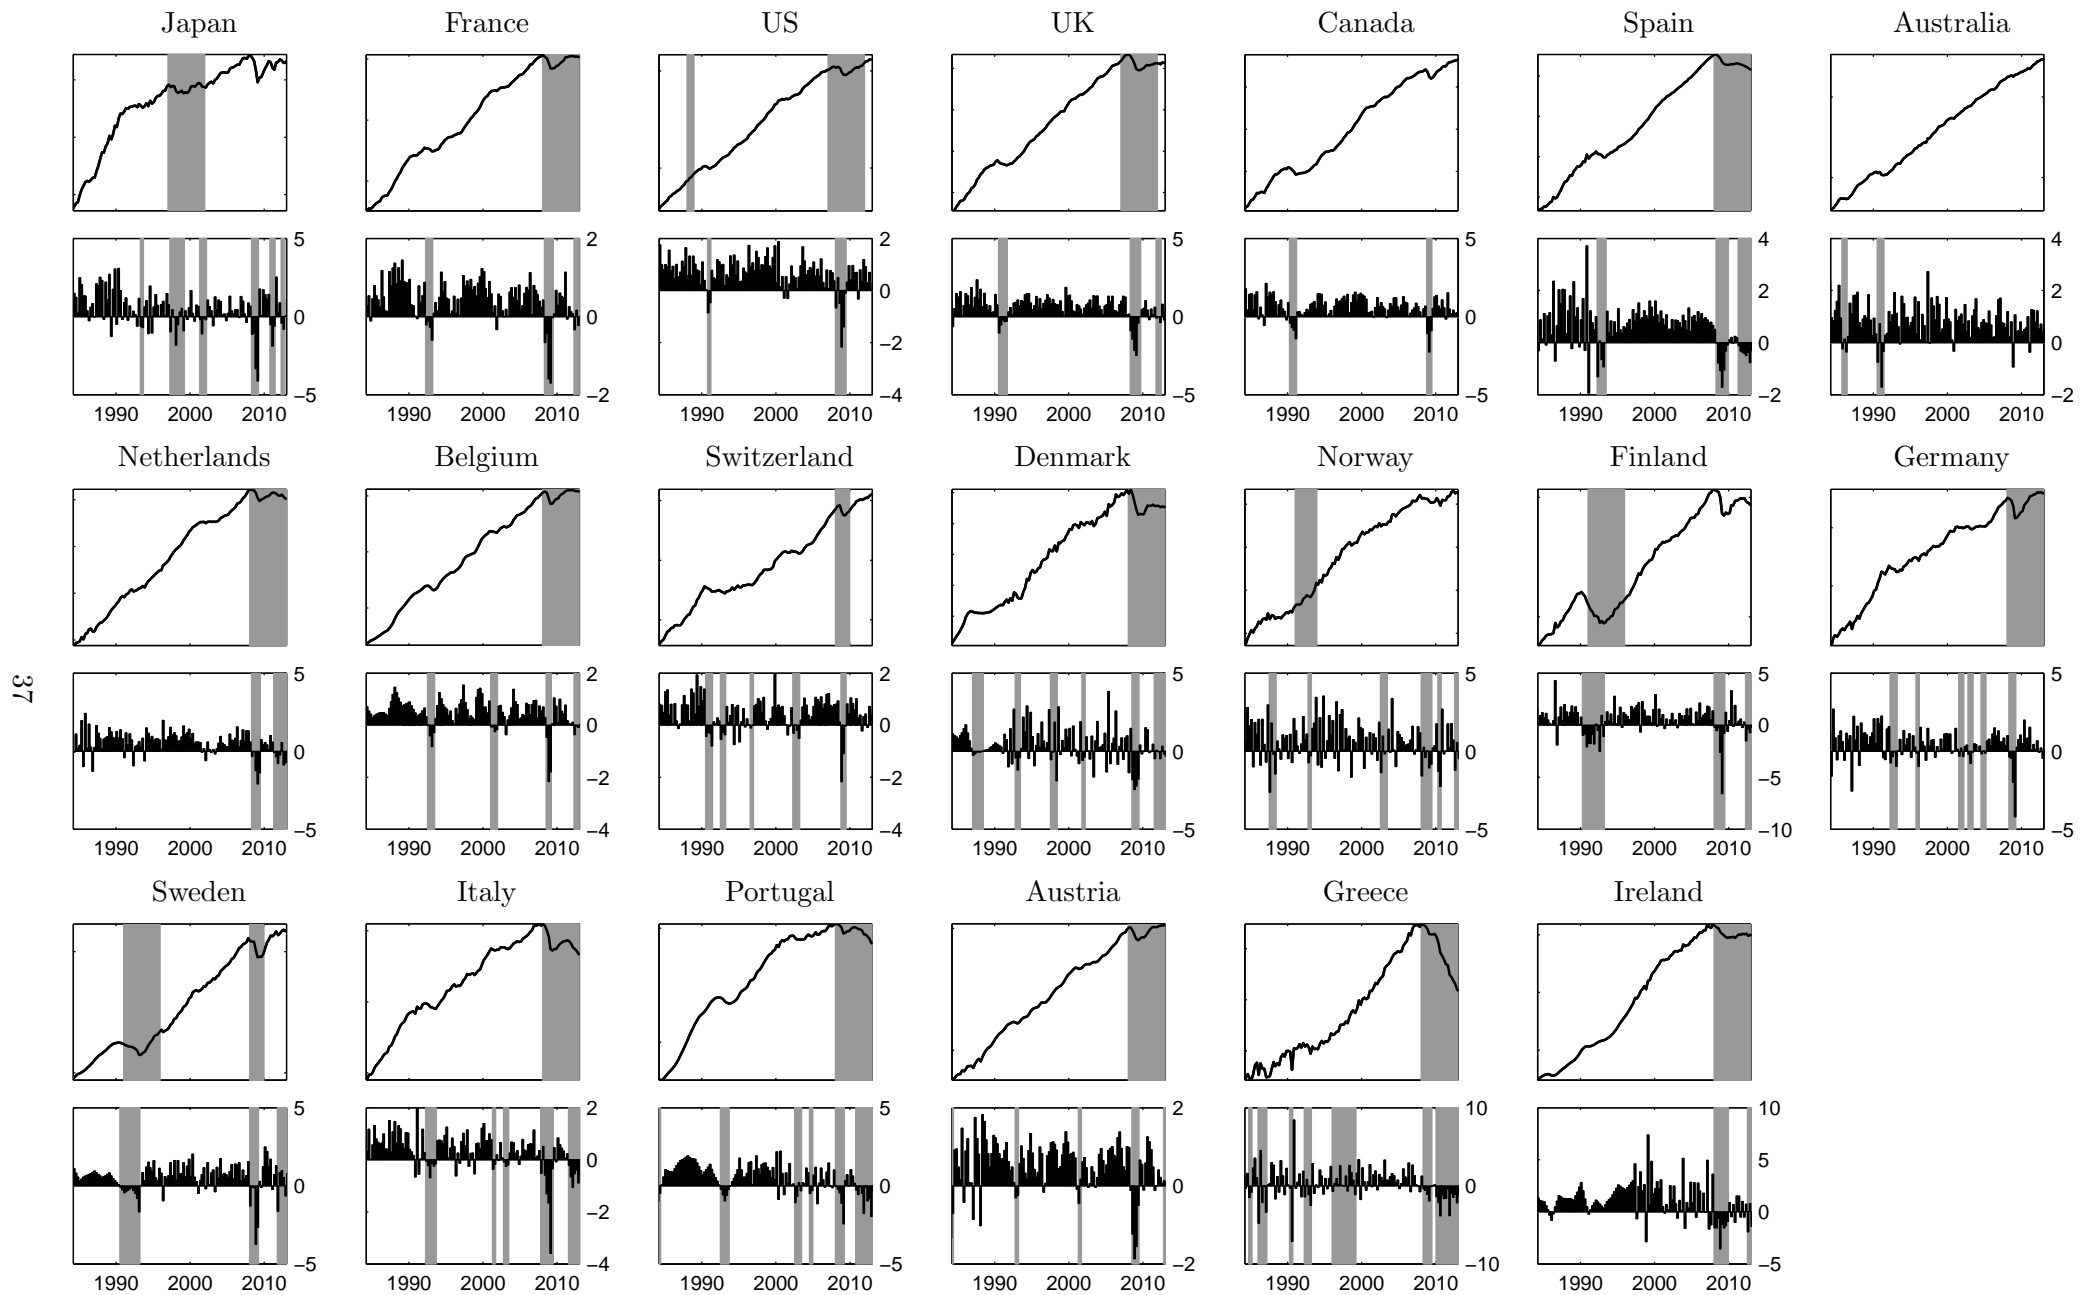 Japan France US UK Canada Spain Australia
5 2 2 5 5 4 4
2 2
0 0 0 0 0 0 0
−2
−5 −2 −4 −5 −5 −2 −2
1990 2000 2010 1990 2000 2010 1990 2000 2010 1990 2000 2010 1990 2000 2010 1990 2000 2010 1990 2000 2010
Netherlands Belgium Switzerland Denmark Norway Finland Germany
5 2 2 5 5 5 5
0 0 0 0 0 0 0
−2 −2 −5
−5 −4 −4 −5 −5 −10 −5
1990 2000 2010 1990 2000 2010 1990 2000 2010 1990 2000 2010 1990 2000 2010 1990 2000 2010 1990 2000 2010
Sweden Italy Portugal Austria Greece Ireland
5 2 5 2 10 10
5
0 0 0 0 0 0
−2
−5 −4 −5 −2 −10 −5
1990 2000 2010 1990 2000 2010 1990 2000 2010 1990 2000 2010 1990 2000 2010 1990 2000 2010
37